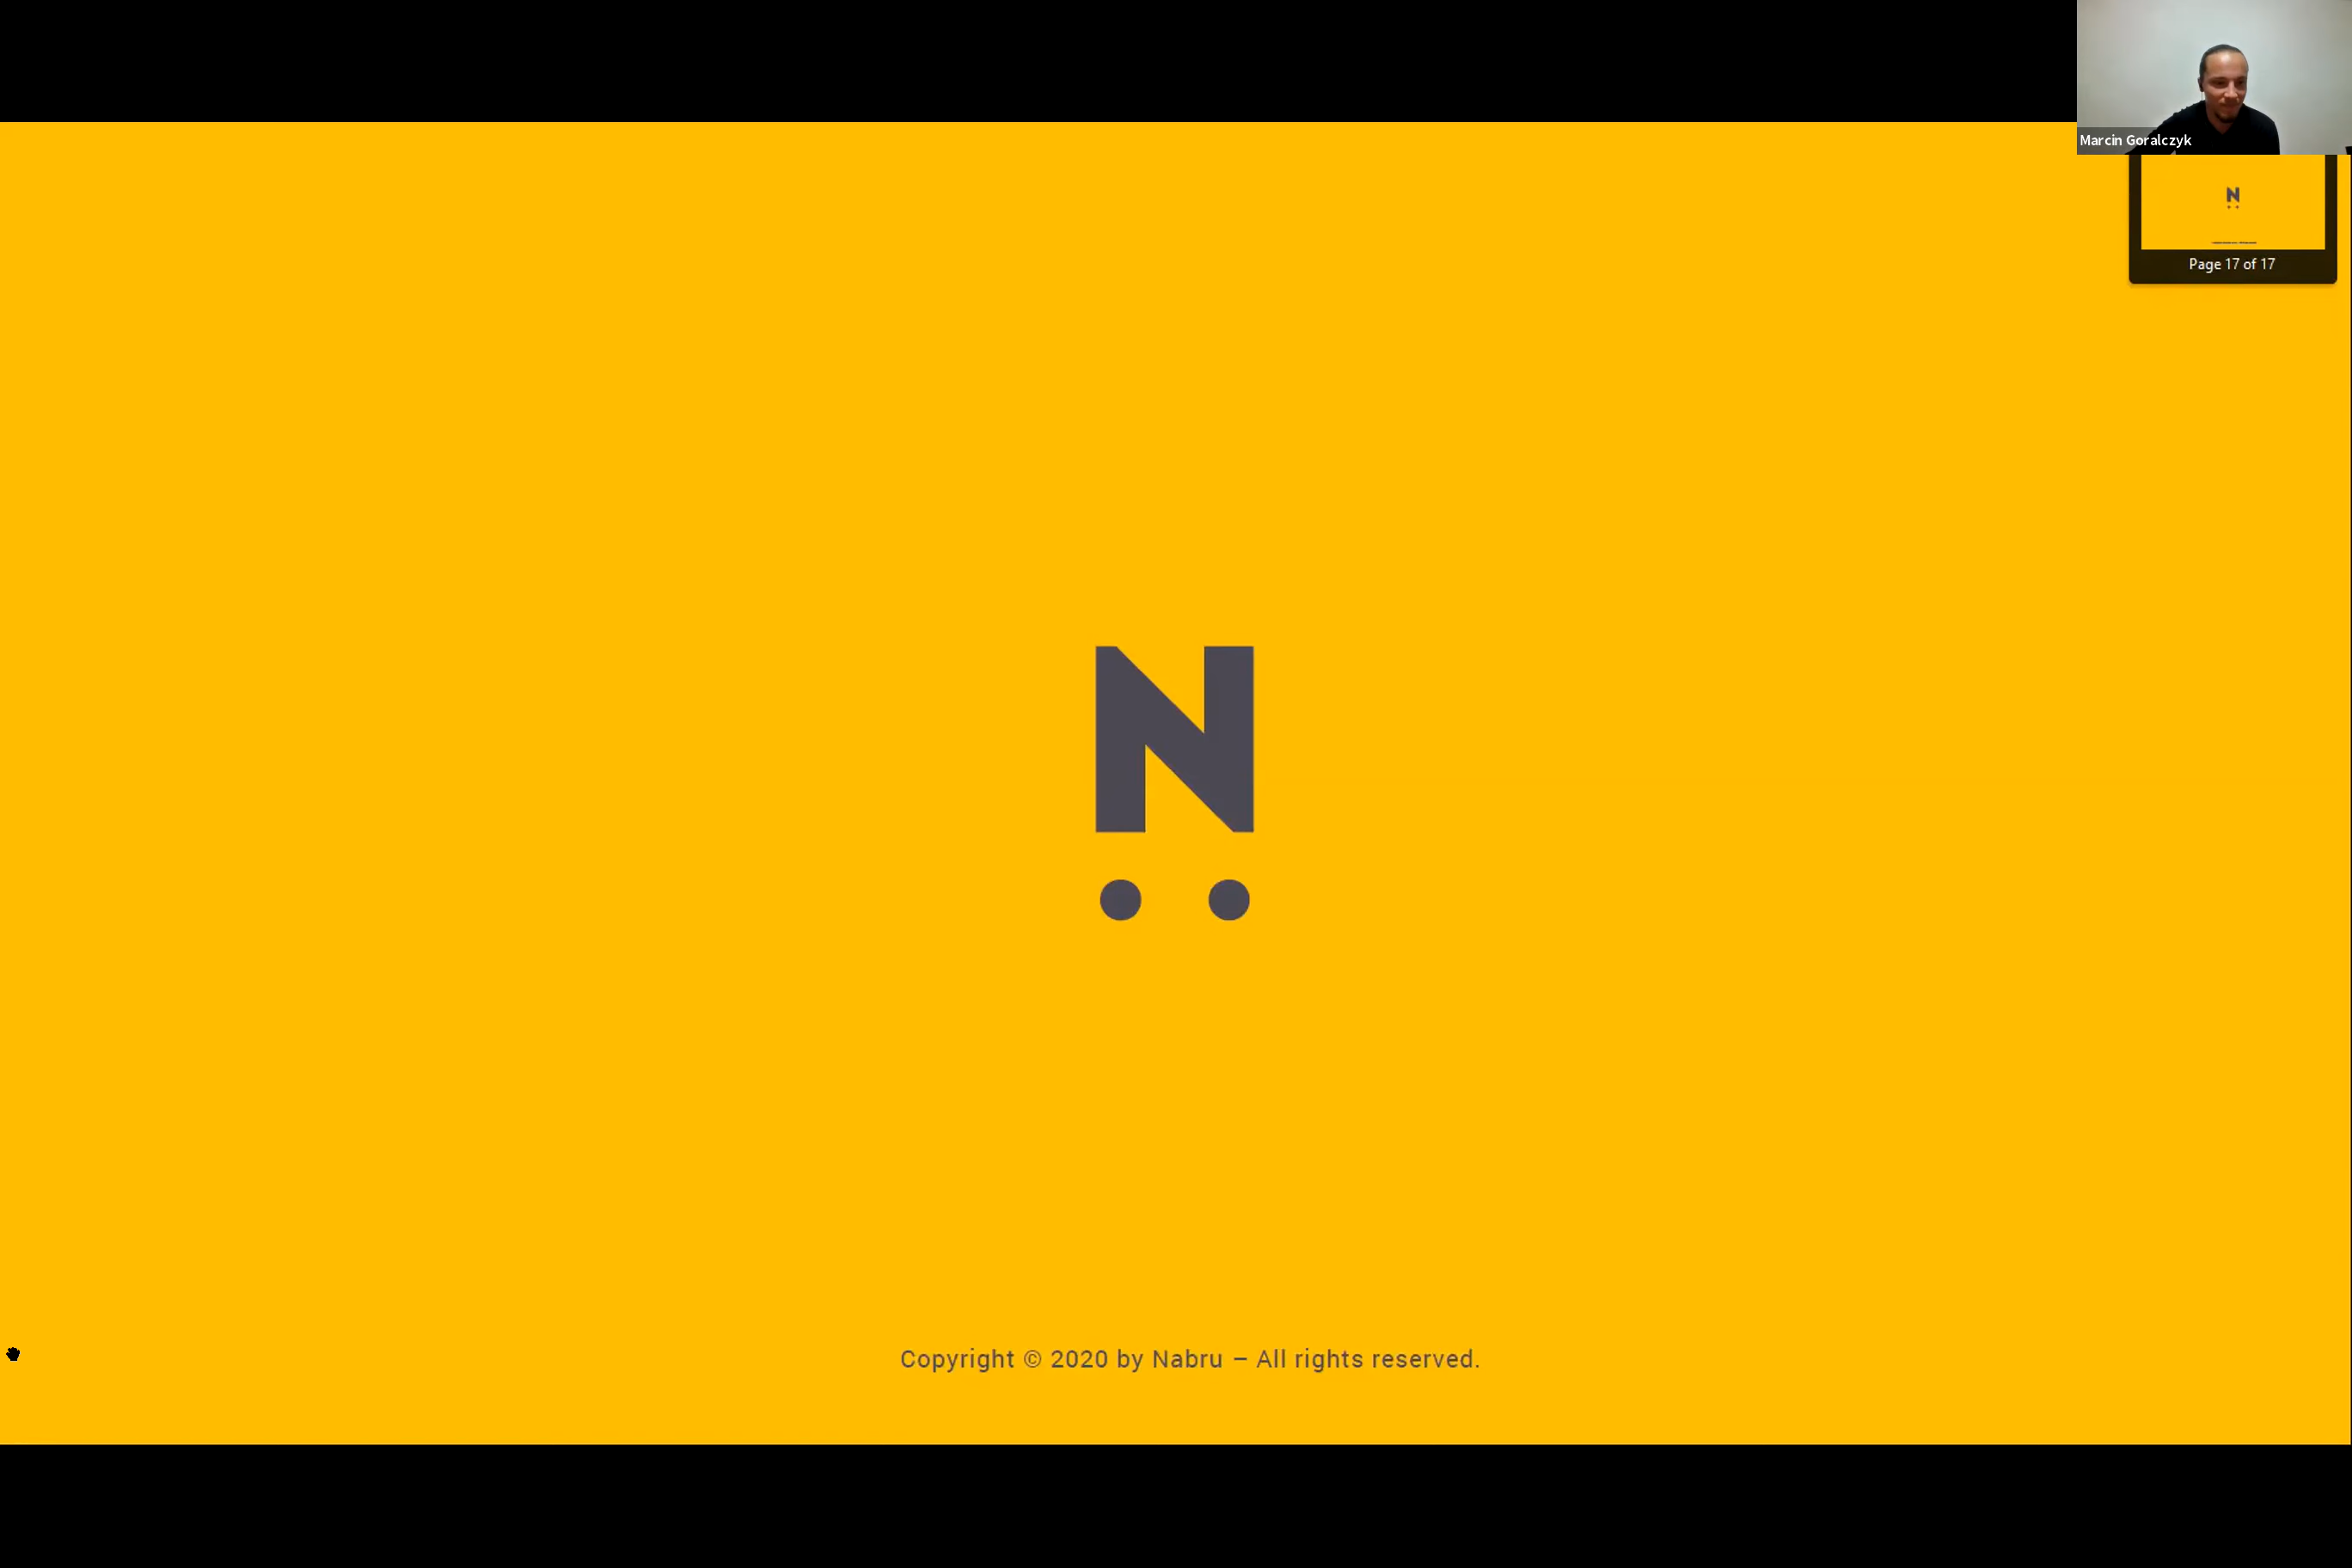 Marcin Goralczyk
N
Page 17 of 17
N
Copyright © 2020 by Nabru – All rights reserved.